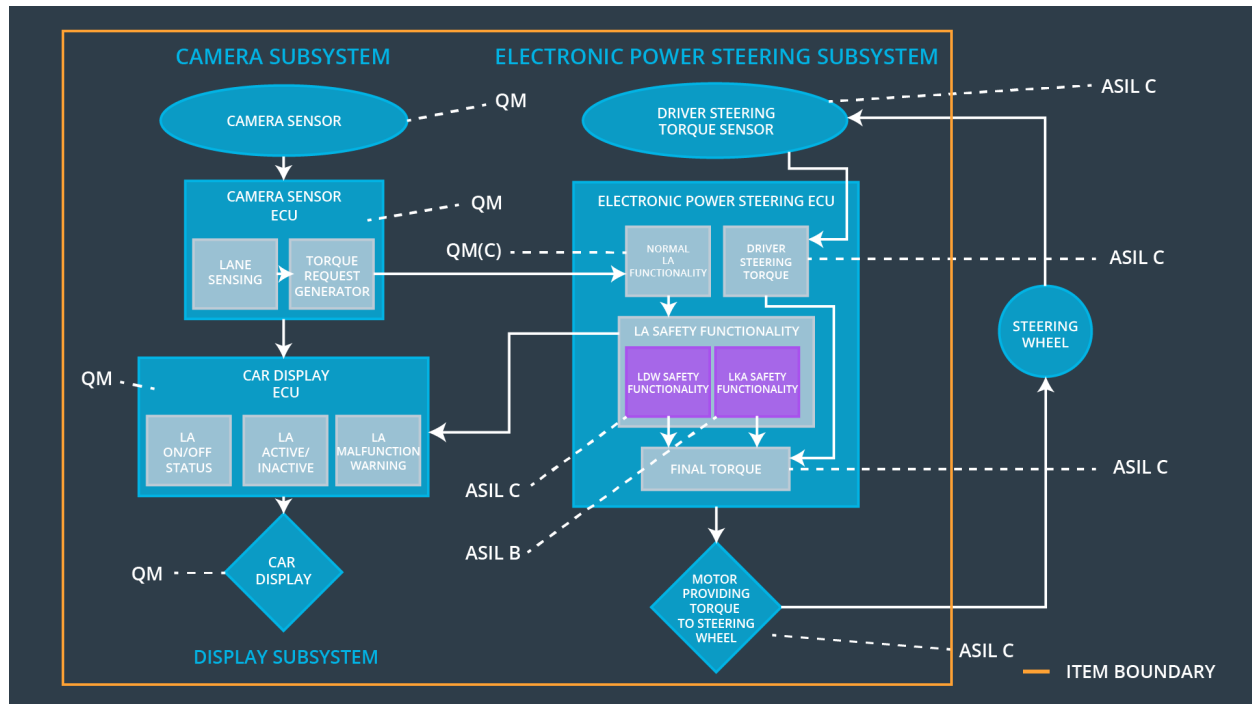 CAMERA SUBSYSTEM
ELECTRONIC POWER STEERING SUBSYSTEM
CAMERA SENSOR
QM
DRIVER STEERING
TORQUE SENSOR
ASIL C
CAMERA SENSOR
ECU
QM
LANE
SENSING
TORQUE
REQUEST
GENERATOR
QM(C)
ELECTRONIC POWER STEERING ECU
NORMAL
LA
FUNCTIONALITY
DRIVER
STEERING
TORQUE
ASIL C
LA SAFETY FUNCTIONALITY
LDW SAFETY
FUNCTIONALITY
LKA SAFETY
FUNCTIONALITY
STEERING
WHEEL
QM
CAR DISPLAY
ECU
LA
ON/OFF
STATUS
LA
ACTIVE/
INACTIVE
LA
MALFUNCTION
WARNING
FINAL TORQUE
ASIL C
ASIL C
ASIL B
QM
CAR
DISPLAY
MOTOR
PROVIDING
TORQUE
TO STEERING
WHEEL
ASIL C
DISPLAY SUBSYSTEM
ITEM BOUNDARY